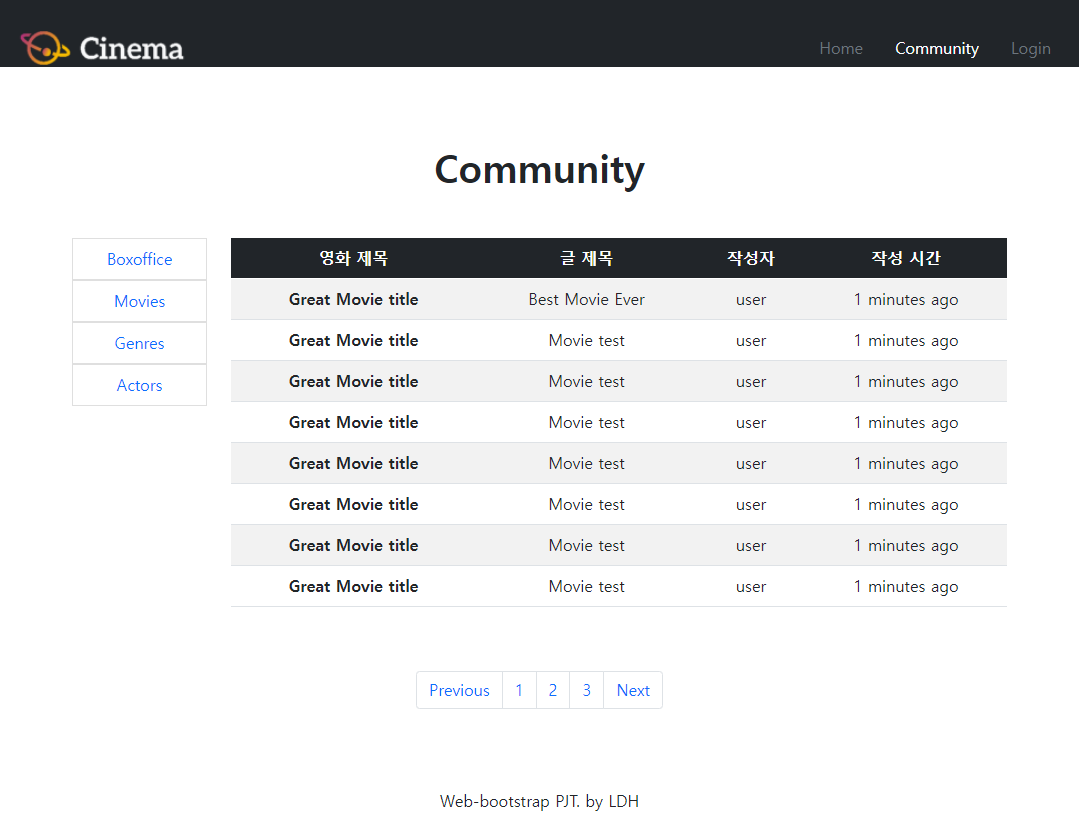 Cinema Home Community Login
Community
Boxoffice
Movies
Genres
Actors
영화 제목 글 제목 작성자 작성 시간
Great Movie title Best Movie Ever user 1 minutes ago
Great Movie title Movie test user 1 minutes ago
Great Movie title Movie test user 1 minutes ago
Great Movie title Movie test user 1 minutes ago
Great Movie title Movie test user 1 minutes ago
Great Movie title Movie test user 1 minutes ago
Great Movie title Movie test user 1 minutes ago
Great Movie title Movie test user 1 minutes ago
Previous 1 2 3 Next
Web-bootstrap PJT. by LDH